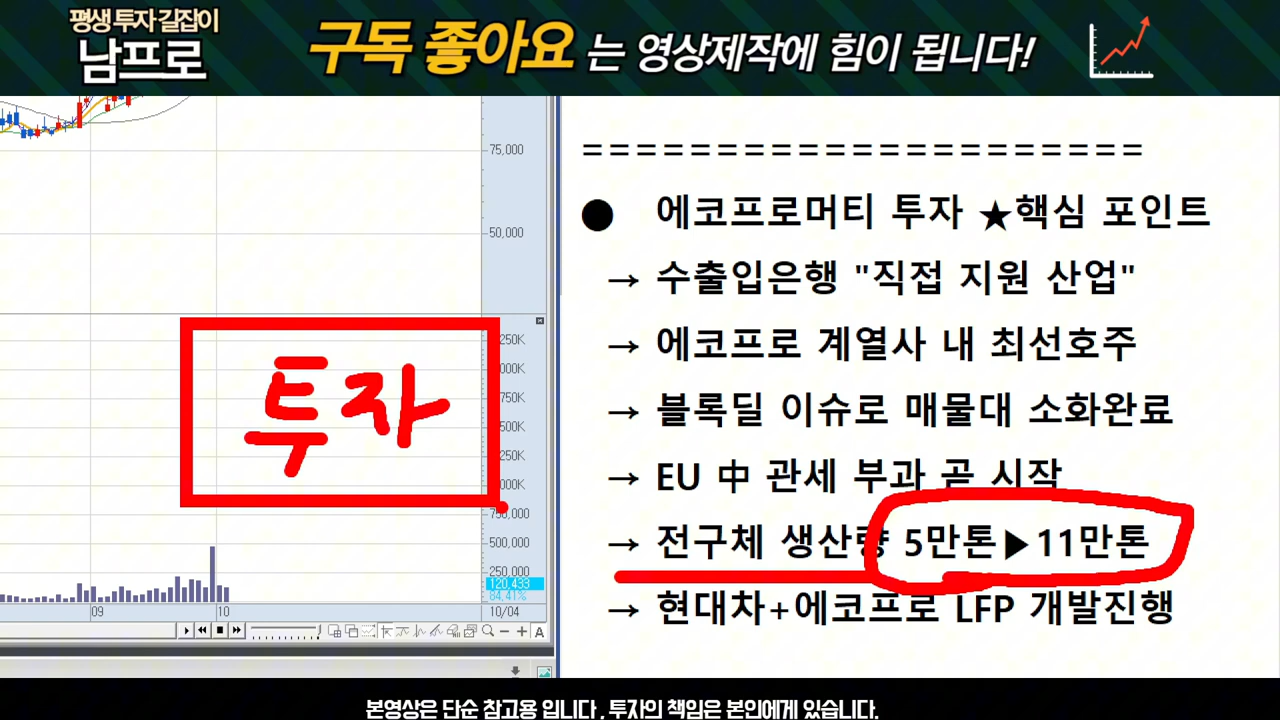 평생 투자 길잡이
남프로
구독 좋아요 는 영상제작에 힘이 됩니다!
75,000
50,000
투자
250K
000K
750K
500K
250K
000K
750,000
500,000
250,000
120,433
84.41%
09
10
10/04
A
=====================
● 에코프로머티 투자 ★핵심 포인트
→ 수출입은행 "직접 지원 산업"
→ 에코프로 계열사 내 최선호주
→ 블록딜 이슈로 매물대 소화완료
→ EU 中 관세 부과 곧 시작
→ 전구체 생산량 5만톤▶11만톤
→ 현대차+에코프로 LFP 개발진행
본영상은 단순 참고용 입니다, 투자의 책임은 본인에게 있습니다.